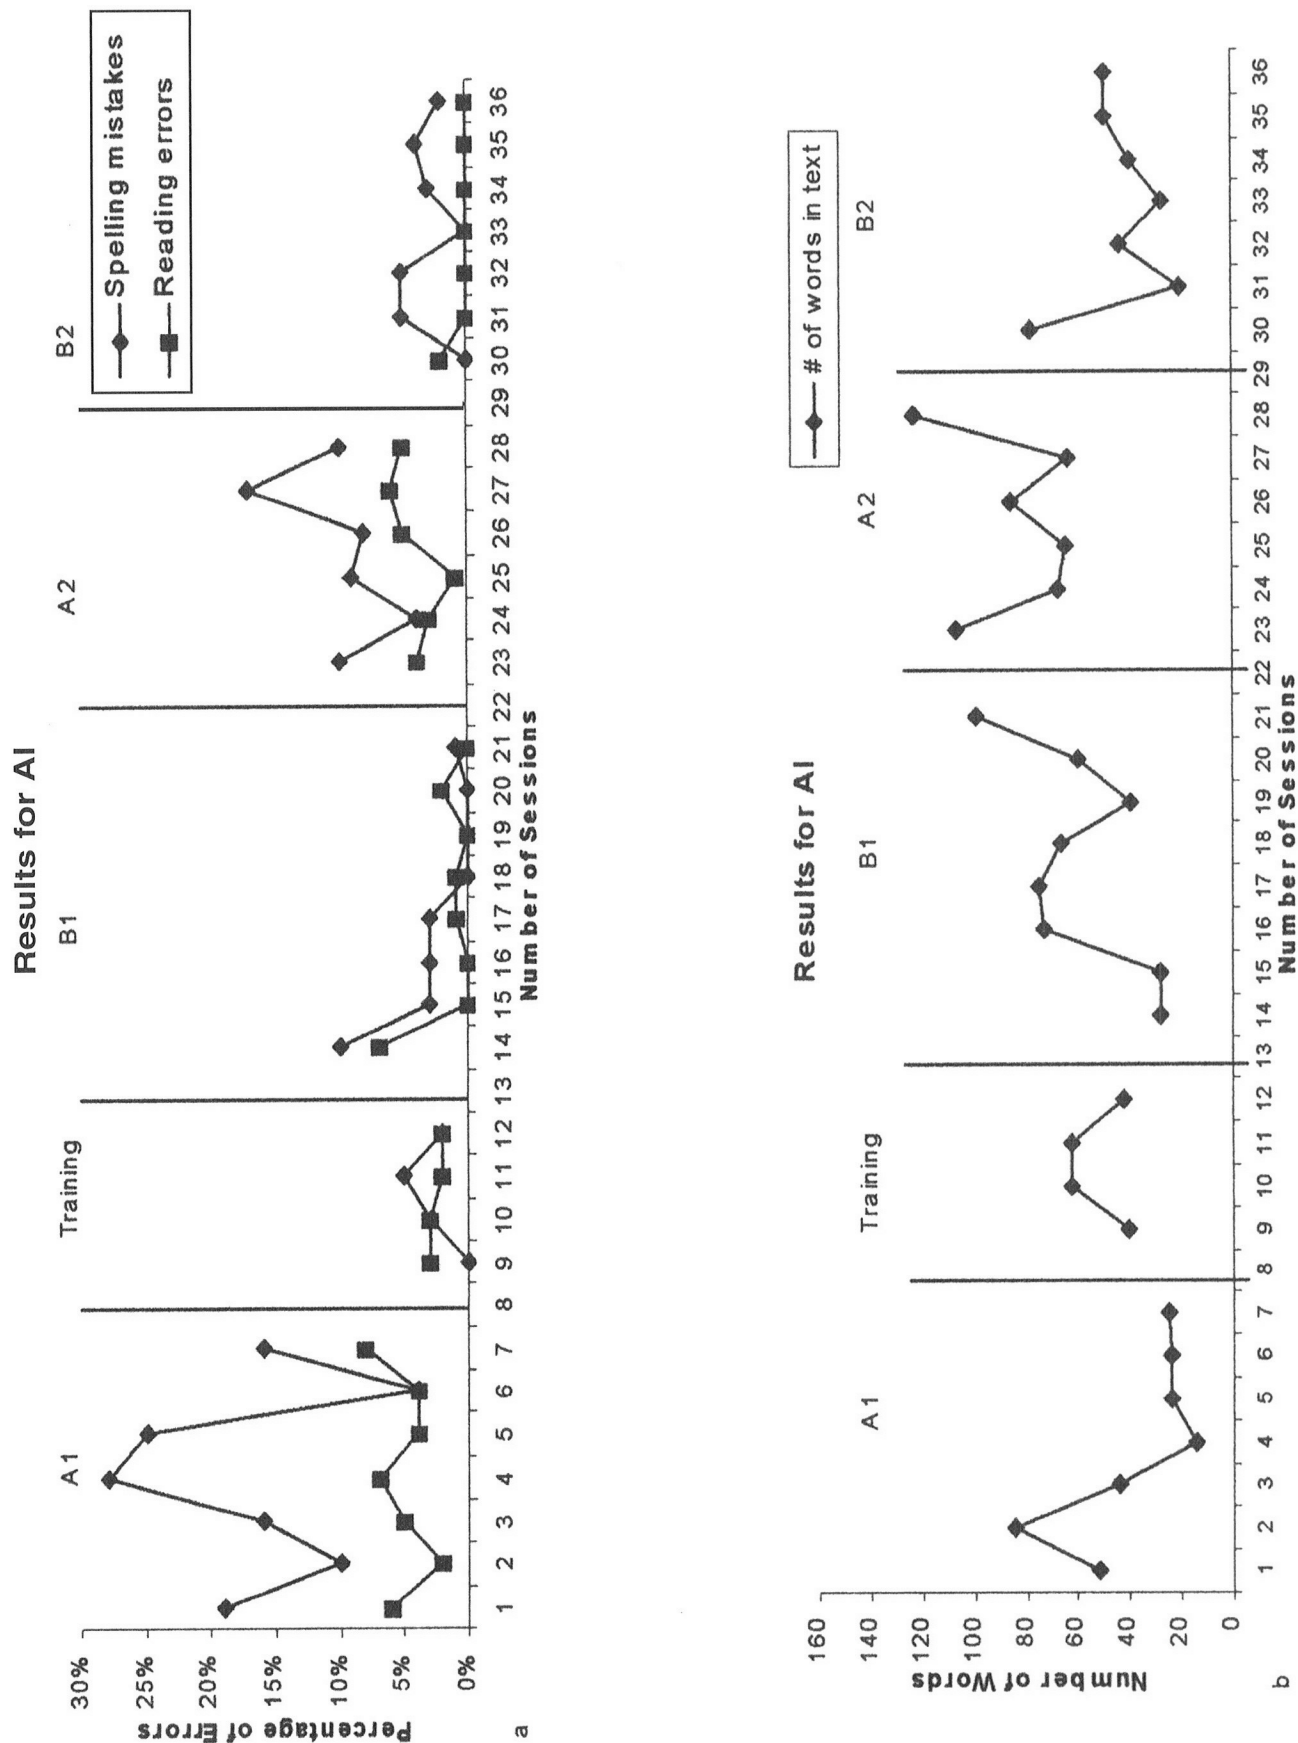 Results for AI
A1
Training
B1
A2
B2
Spelling mistakes
Reading errors
30%
25%
20%
15%
10%
5%
0%
Percentage of Errors
1 2 3 4 5 6 7 8 9 10 11 12 13 14 15 16 17 18 19 20 21 22 23 24 25 26 27 28 29 30 31 32 33 34 35 36
Number of Sessions
a
Results for AI
A1
Training
B1
A2
B2
# of words in text
160
140
120
100
80
60
40
20
0
Number of Words
1 2 3 4 5 6 7 8 9 10 11 12 13 14 15 16 17 18 19 20 21 22 23 24 25 26 27 28 29 30 31 32 33 34 35 36
Number of Sessions
b